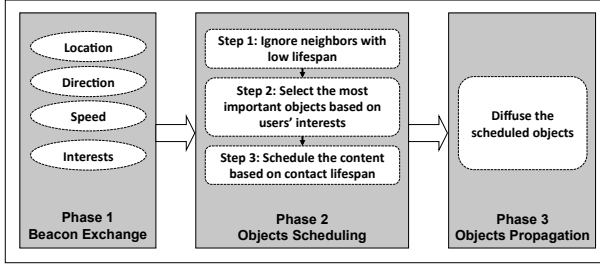 Location
Direction
Speed
Interests
Phase 1
Beacon Exchange
Step 1: Ignore neighbors with
low lifespan
Step 2: Select the most
important objects based on
users' interests
Step 3: Schedule the content
based on contact lifespan
Phase 2
Objects Scheduling
Diffuse the
scheduled objects
Phase 3
Objects Propagation